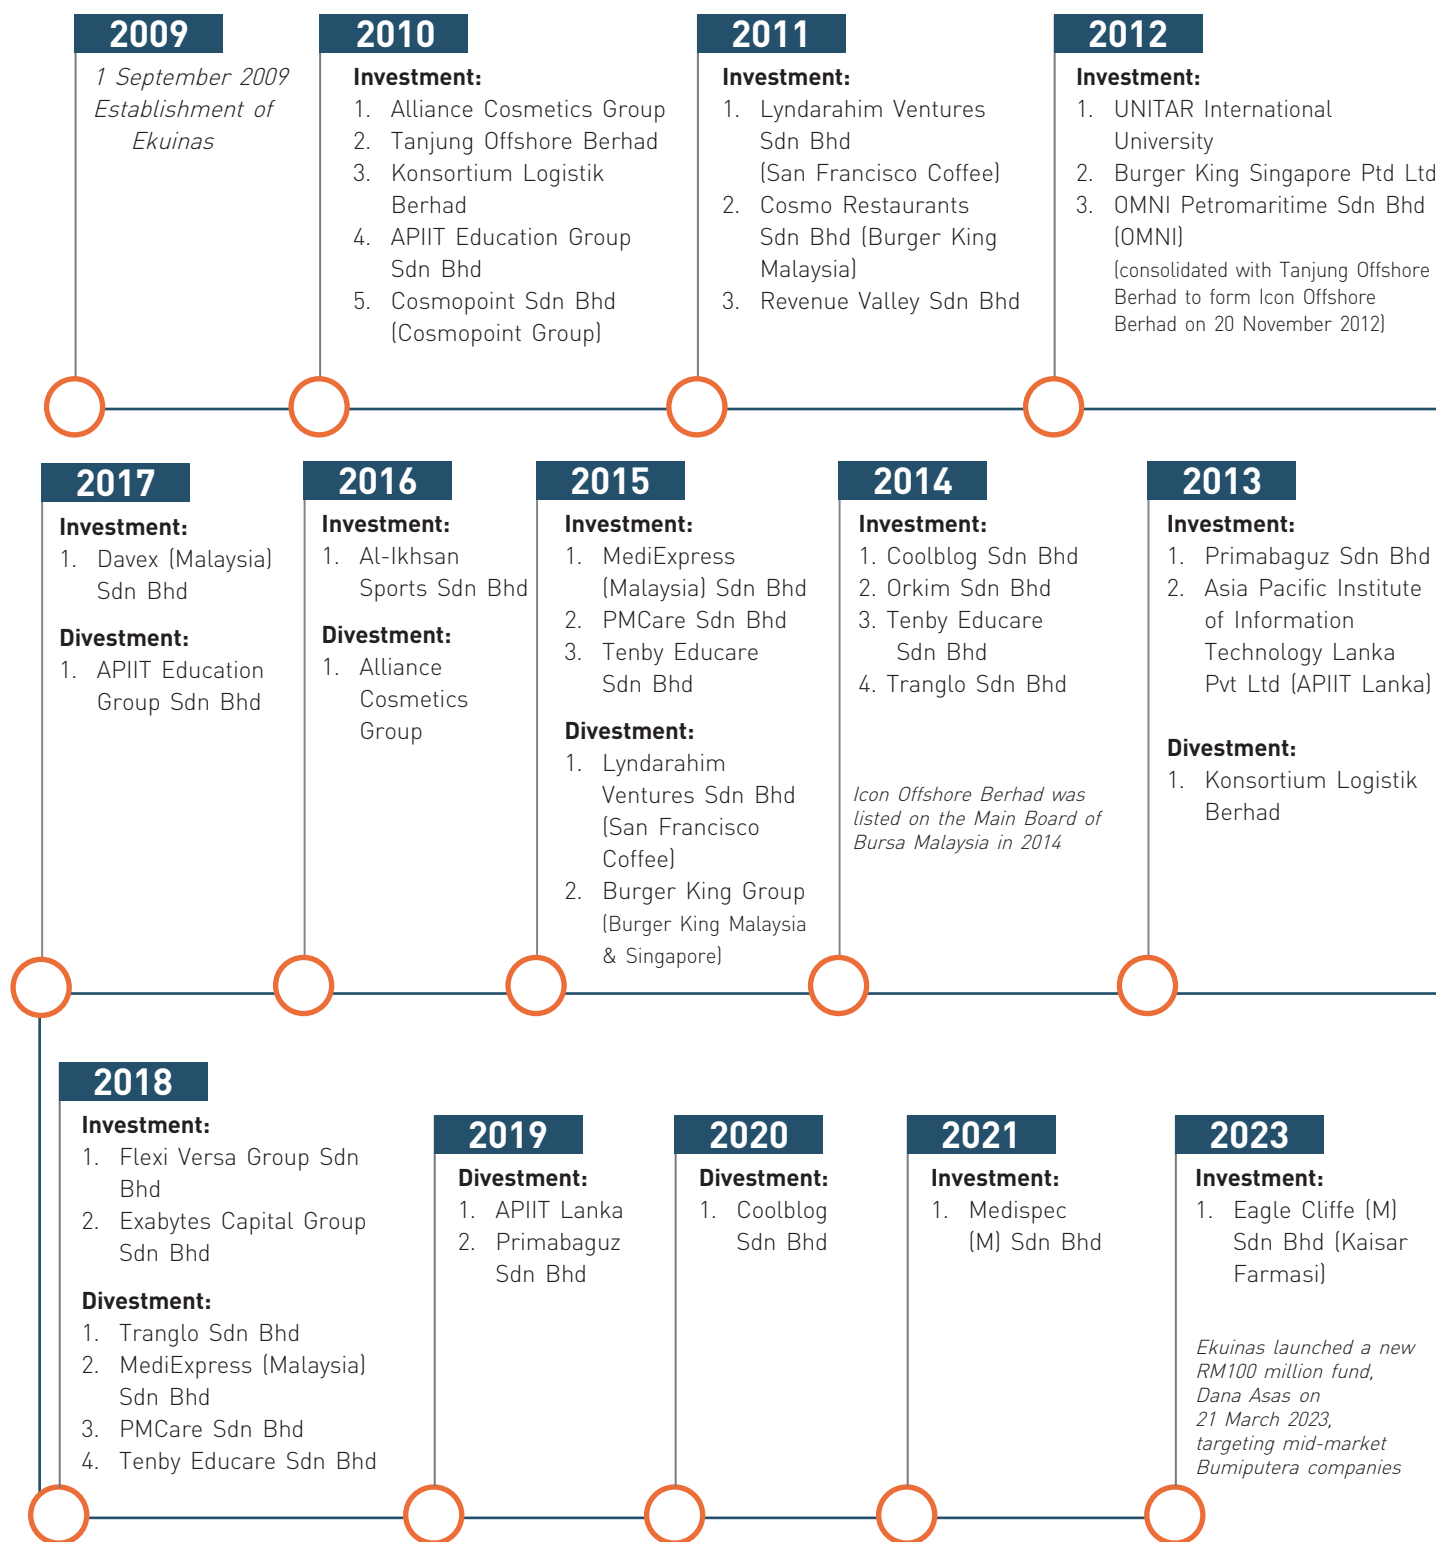 2009
1 September 2009
Establishment of
Ekuinas
2010
Investment:
1. Alliance Cosmetics Group
2. Tanjung Offshore Berhad
3. Konsortium Logistik
Berhad
4. APIIT Education Group
Sdn Bhd
5. Cosmopoint Sdn Bhd
(Cosmopoint Group)
2011
Investment:
1. Lyndarahim Ventures
Sdn Bhd
(San Francisco Coffee)
2. Cosmo Restaurants
Sdn Bhd (Burger King
Malaysia)
3. Revenue Valley Sdn Bhd
2012
Investment:
1. UNITAR International
University
2. Burger King Singapore Ptd Ltd
3. OMNI Petromaritime Sdn Bhd
(OMNI)
(consolidated with Tanjung Offshore
Berhad to form Icon Offshore
Berhad on 20 November 2012)
2017
Investment:
1. Davex (Malaysia)
Sdn Bhd
Divestment:
1. APIIT Education
Group Sdn Bhd
2016
Investment:
1. Al-Ikhsan
Sports Sdn Bhd
Divestment:
1. Alliance
Cosmetics
Group
2015
Investment:
1. MediExpress
(Malaysia) Sdn Bhd
2. PMCare Sdn Bhd
3. Tenby Educare
Sdn Bhd
Divestment:
1. Lyndarahim
Ventures Sdn Bhd
(San Francisco
Coffee)
2. Burger King Group
(Burger King Malaysia
& Singapore)
2014
Investment:
1. Coolblog Sdn Bhd
2. Orkim Sdn Bhd
3. Tenby Educare
Sdn Bhd
4. Tranglo Sdn Bhd
Icon Offshore Berhad was
listed on the Main Board of
Bursa Malaysia in 2014
2013
Investment:
1. Primabaguz Sdn Bhd
2. Asia Pacific Institute
of Information
Technology Lanka
Pvt Ltd (APIIT Lanka)
Divestment:
1. Konsortium Logistik
Berhad
2018
Investment:
1. Flexi Versa Group Sdn
Bhd
2. Exabytes Capital Group
Sdn Bhd
Divestment:
1. Tranglo Sdn Bhd
2. MediExpress (Malaysia)
Sdn Bhd
3. PMCare Sdn Bhd
4. Tenby Educare Sdn Bhd
2019
Divestment:
1. APIIT Lanka
2. Primabaguz
Sdn Bhd
2020
Divestment:
1. Coolblog
Sdn Bhd
2021
Investment:
1. Medispec
(M) Sdn Bhd
2023
Investment:
1. Eagle Cliffe (M)
Sdn Bhd (Kaisar
Farmasi)
Ekuinas launched a new
RM100 million fund,
Dana Asas on
21 March 2023,
targeting mid-market
Bumiputera companies